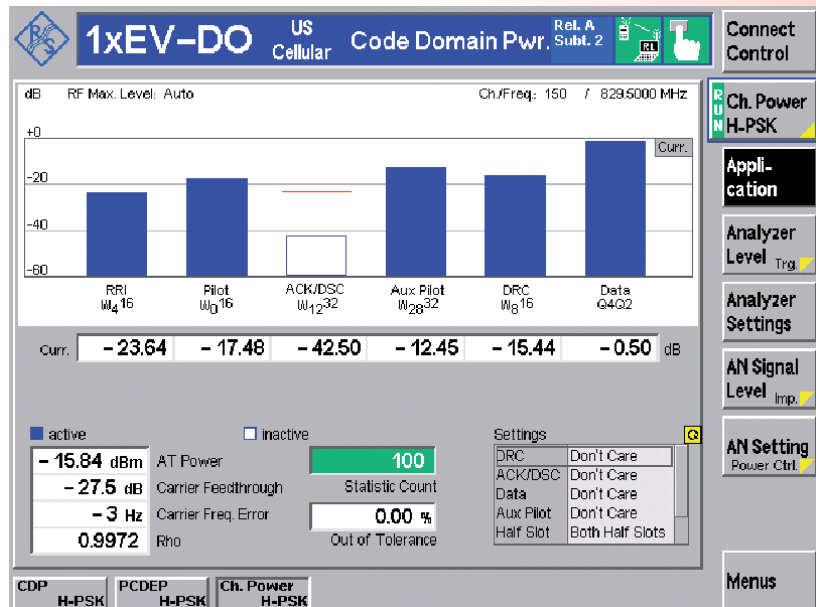 1xEV-DO US Cellular Code Domain Pwr. Rel. A Subt. 2
R&S
RL
Connect Control
RUN Ch. Power H-PSK
Appli-
cation
Analyzer Level Trg.
Analyzer Settings
AN Signal Level Imp.
AN Setting Power Ctrl.
Menus
dB RF Max. Level: Auto Ch./Freq.: 150 / 829.5000 MHz
Curr.
+0
-20
-40
-60
RRI Pilot ACK/DSC Aux Pilot DRC Data
W4 16 W0 16 W12 32 W28 32 W8 16 Q4Q2
Curr. - 23.64 - 17.48 - 42.50 - 12.45 - 15.44 - 0.50 dB
active inactive
- 15.84 dBm AT Power
- 27.5 dB Carrier Feedthrough
- 3 Hz Carrier Freq. Error
0.9972 Rho
100
Statistic Count
0.00 %
Out of Tolerance
Settings Q
DRC Don't Care
ACK/DSC Don't Care
Data Don't Care
Aux Pilot Don't Care
Half Slot Both Half Slots
CDP H-PSK
PCDEP H-PSK
Ch. Power H-PSK